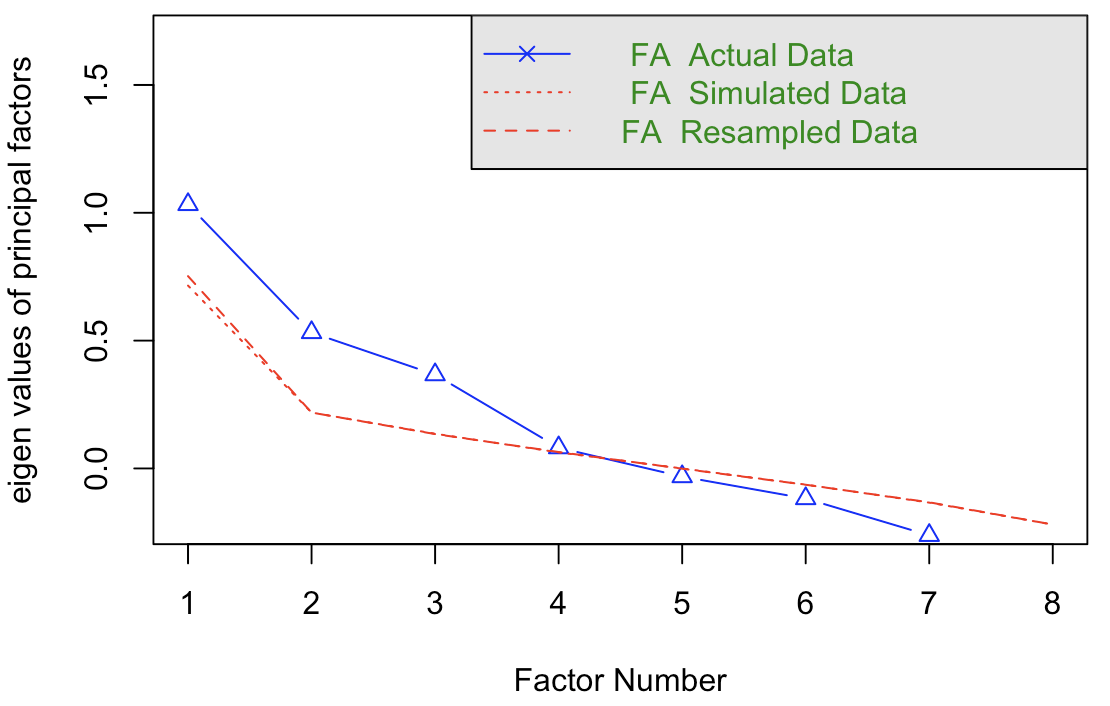 FA Actual Data
FA Simulated Data
FA Resampled Data
eigen values of principal factors
1.5
1.0
0.5
0.0
1 2 3 4 5 6 7 8
Factor Number